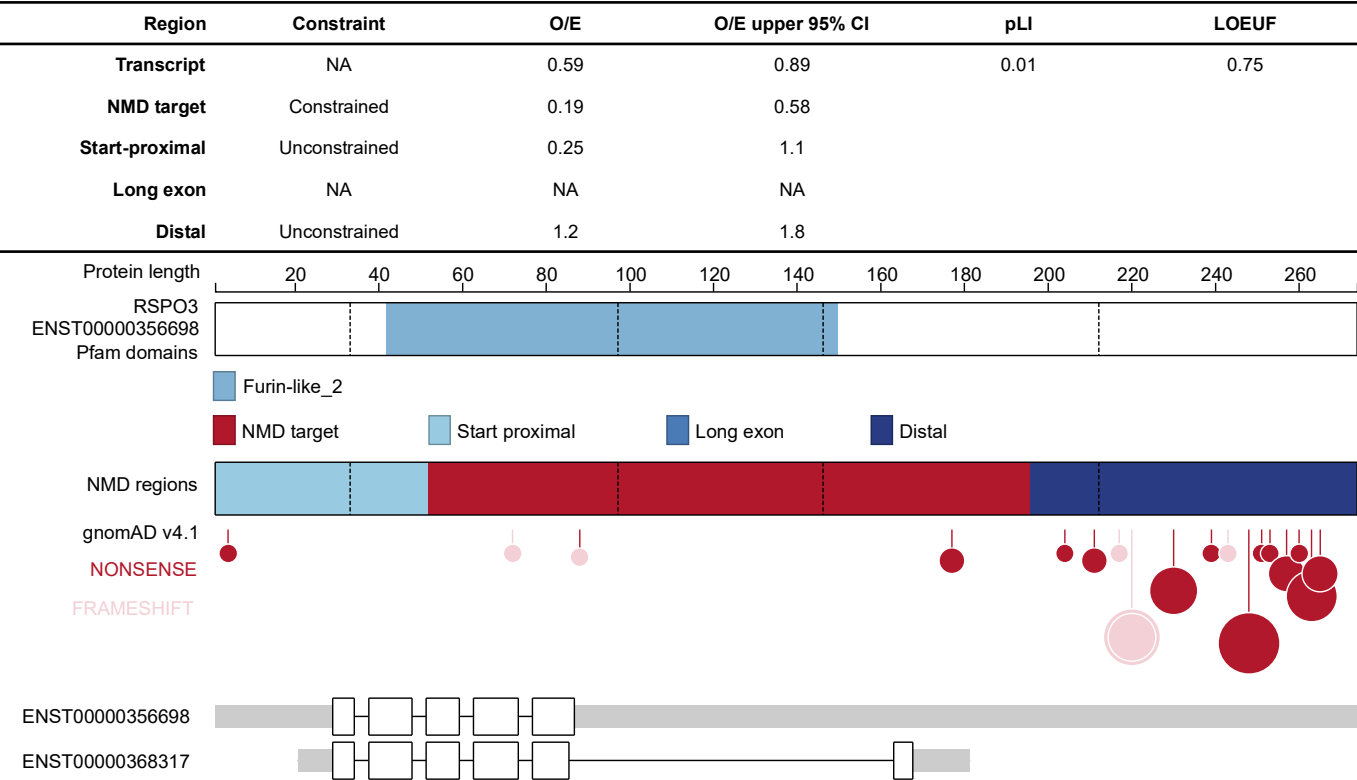 Region Constraint O/E O/E upper 95% CI pLI LOEUF
Transcript NA 0.59 0.89 0.01 0.75
NMD target Constrained 0.19 0.58
Start-proximal Unconstrained 0.25 1.1
Long exon NA NA NA
Distal Unconstrained 1.2 1.8
Protein length 20 40 60 80 100 120 140 160 180 200 220 240 260
RSPO3
ENST00000356698
Pfam domains
Furin-like_2
NMD target Start proximal Long exon Distal
NMD regions
gnomAD v4.1
NONSENSE
FRAMESHIFT
ENST00000356698
ENST00000368317